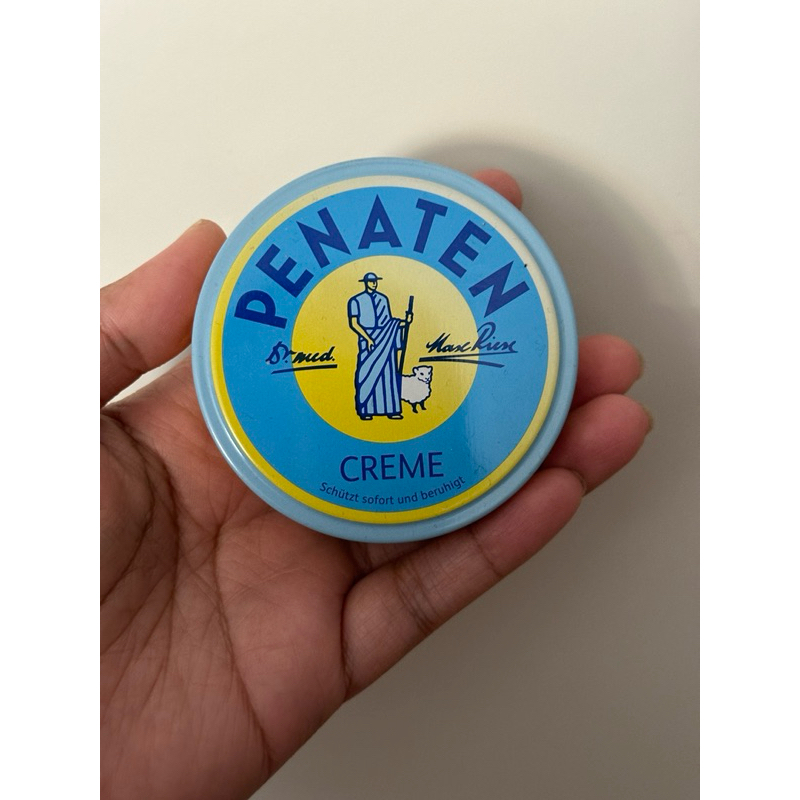 PENATEN
Dr. med. Max Riese
CREME
Schützt sofort und beruhigt